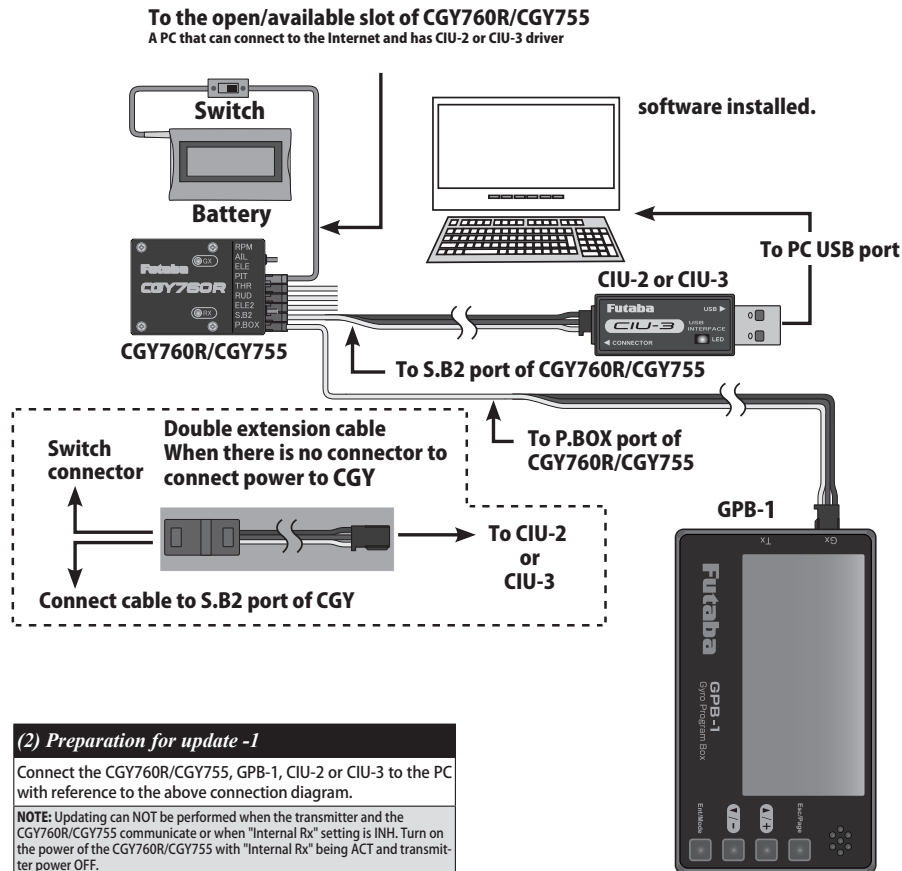 To the open/available slot of CGY760R/CGY755
A PC that can connect to the Internet and has CIU-2 or CIU-3 driver
Switch
software installed.
Battery
To PC USB port
RPM
AIL
ELE
PIT
THR
RUD
ELE2
S.B2
P.BOX
GX
Futaba
CGY760R
RX
CGY760R/CGY755
CIU-2 or CIU-3
Futaba
USB ▶
CIU-3
USB
INTERFACE
LED
◀ CONNECTOR
To S.B2 port of CGY760R/CGY755
To P.BOX port of
CGY760R/CGY755
Double extension cable
When there is no connector to
connect power to CGY
Switch
connector
To CIU-2
or
CIU-3
Connect cable to S.B2 port of CGY
GPB-1
Tx
Gx
Futaba
GPB-1
Gyro Program Box
Ent/Mode
▼/-
▲/+
Esc/Page
(2) Preparation for update -1
Connect the CGY760R/CGY755, GPB-1, CIU-2 or CIU-3 to the PC
with reference to the above connection diagram.
NOTE: Updating can NOT be performed when the transmitter and the
CGY760R/CGY755 communicate or when "Internal Rx" setting is INH. Turn on
the power of the CGY760R/CGY755 with "Internal Rx" being ACT and transmit-
ter power OFF.